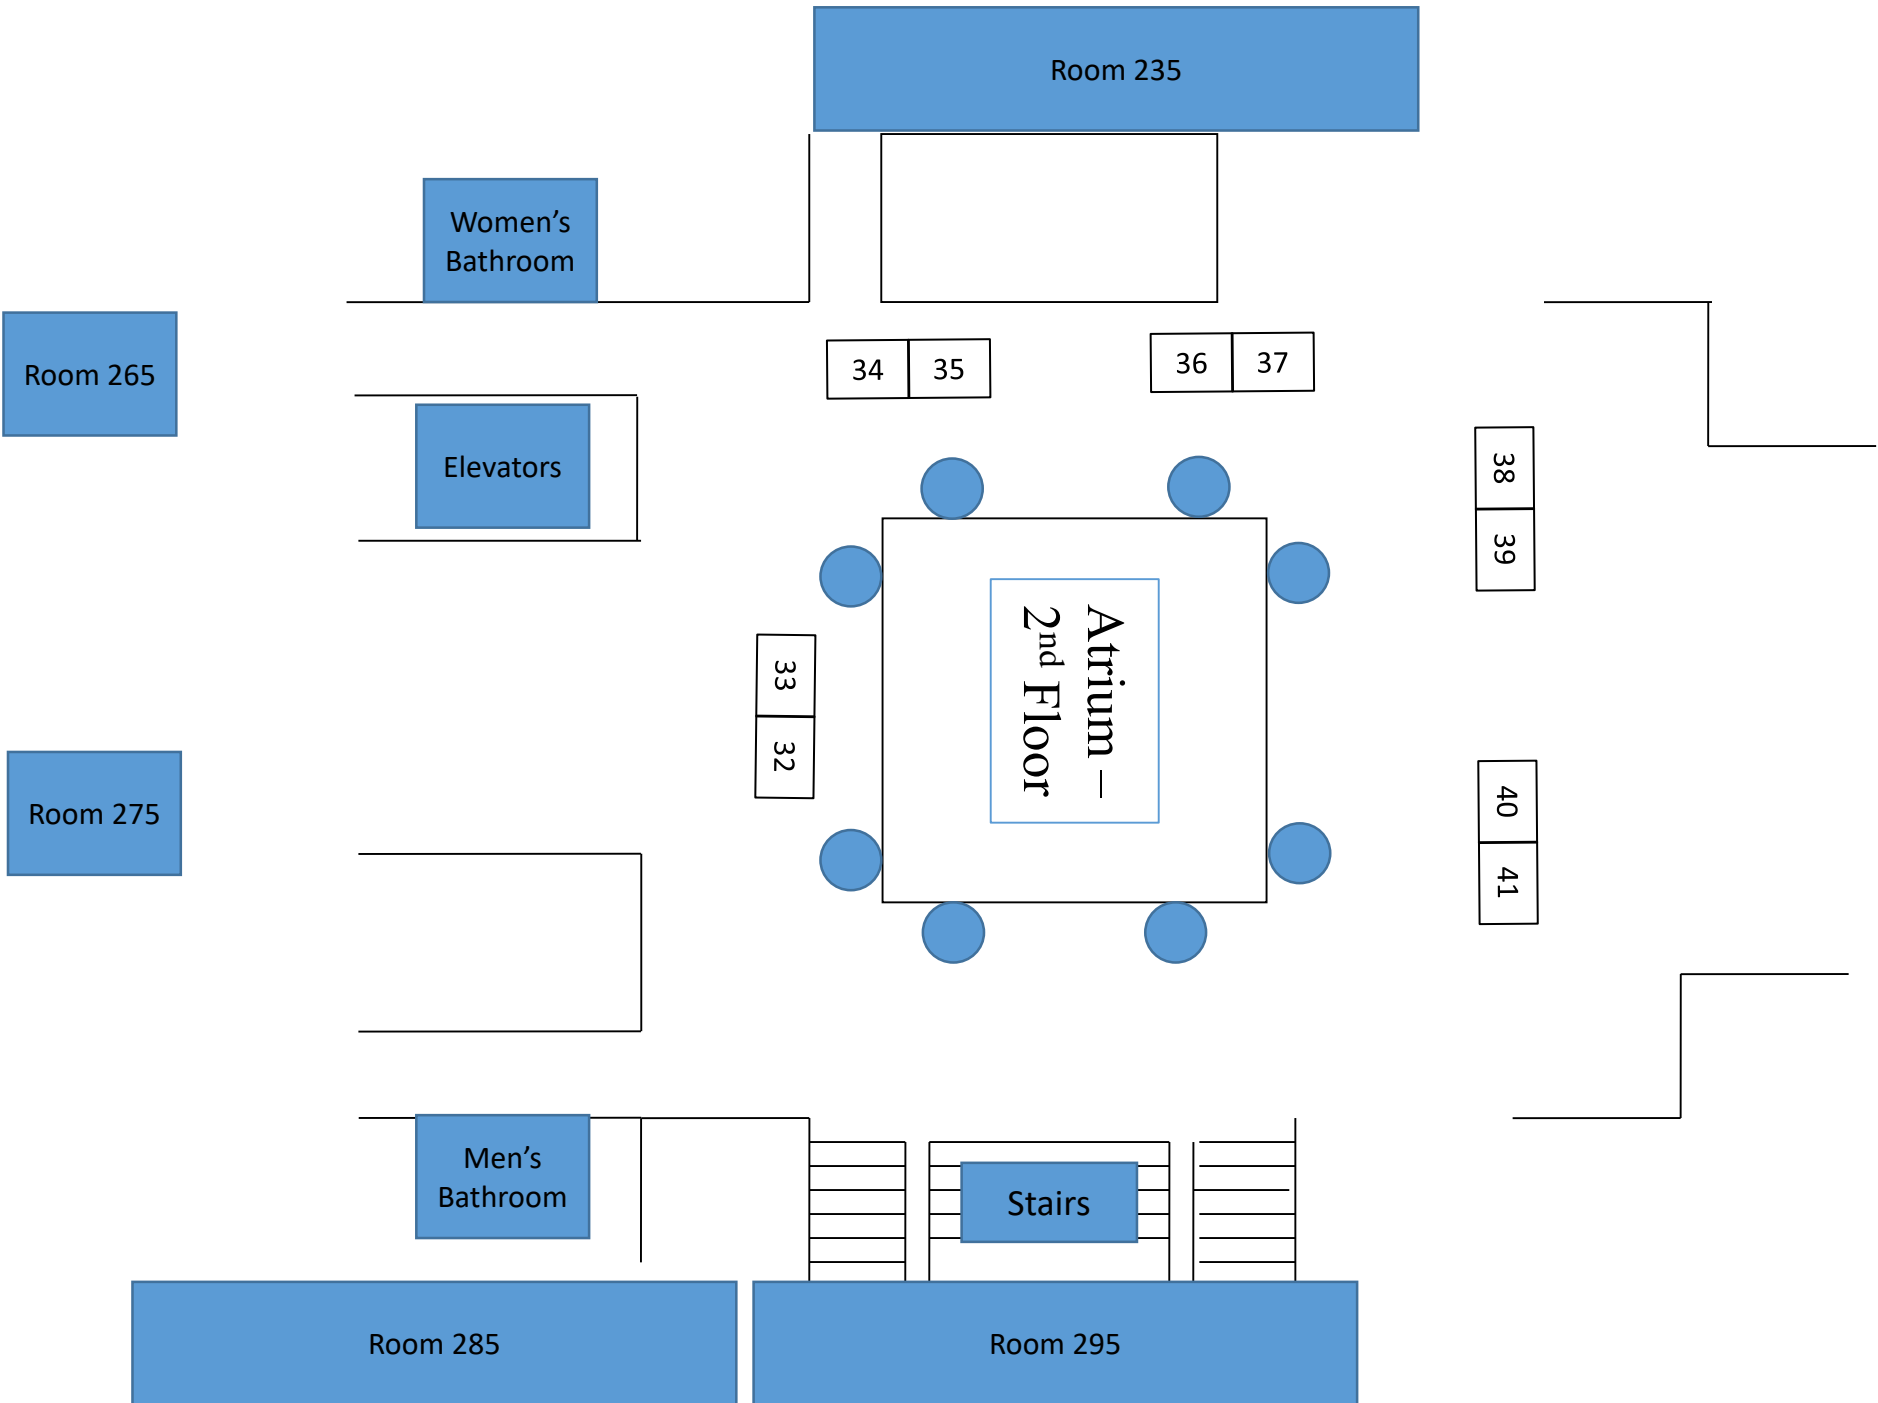 Room 235
Women's
Bathroom
Room 265
34 35
36 37
Elevators
38
39
Atrium –
2nd Floor
33
32
Room 275
40
41
Men's
Bathroom
Stairs
Room 285
Room 295